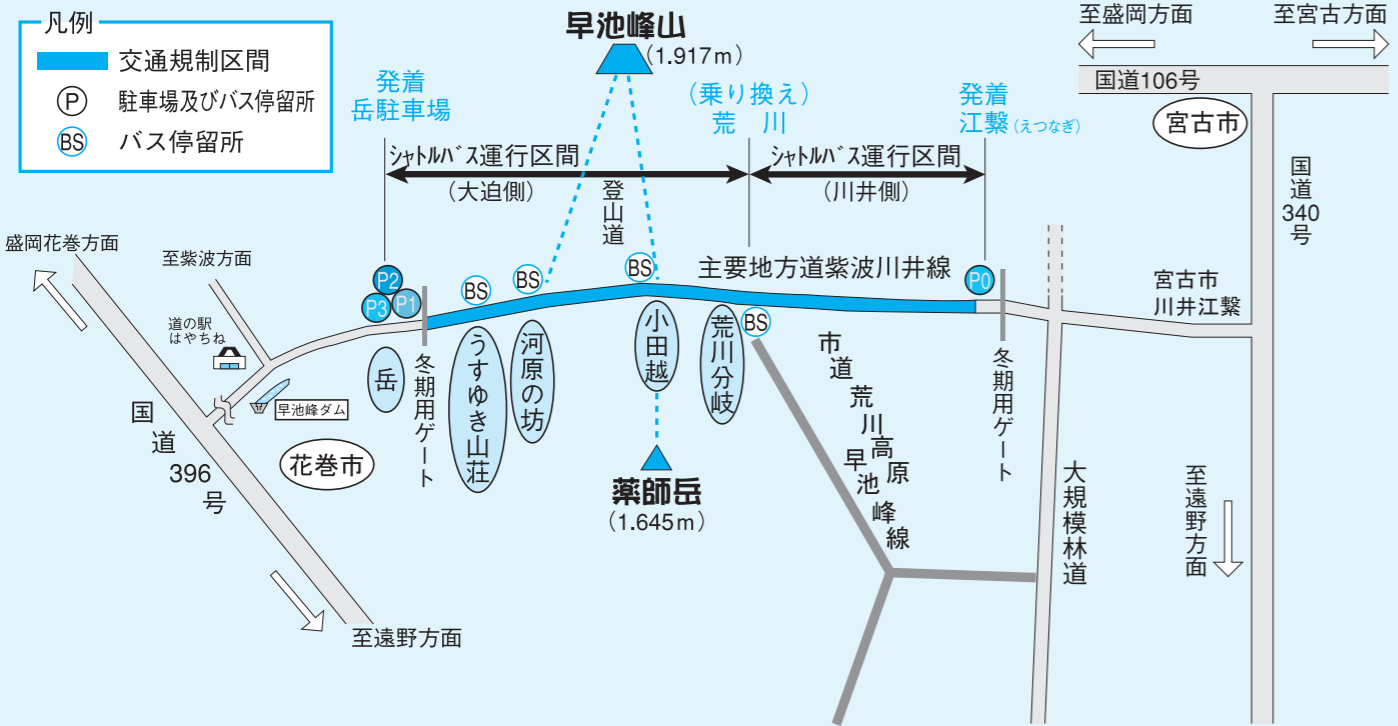 凡例
交通規制区間
P 駐車場及びバス停留所
BS バス停留所
早池峰山
(1.917m)
至盛岡方面
至宮古方面
国道106号
宮古市
国道340号
発着
岳駐車場
(乗り換え)
荒川
発着
江繋(えつなぎ)
シャトルバス運行区間
(大迫側)
シャトルバス運行区間
(川井側)
登山道
盛岡花巻方面
至紫波方面
道の駅
はやちね
早池峰ダム
国道396号
花巻市
P2
P3
P1
BS
BS
BS
主要地方道紫波川井線
P0
宮古市
川井江繋
岳
冬期用ゲート
うすゆき山荘
河原の坊
小田越
荒川分岐
BS
市道荒川高原早池峰線
冬期用ゲート
大規模林道
至遠野方面
薬師岳
(1.645m)
至遠野方面